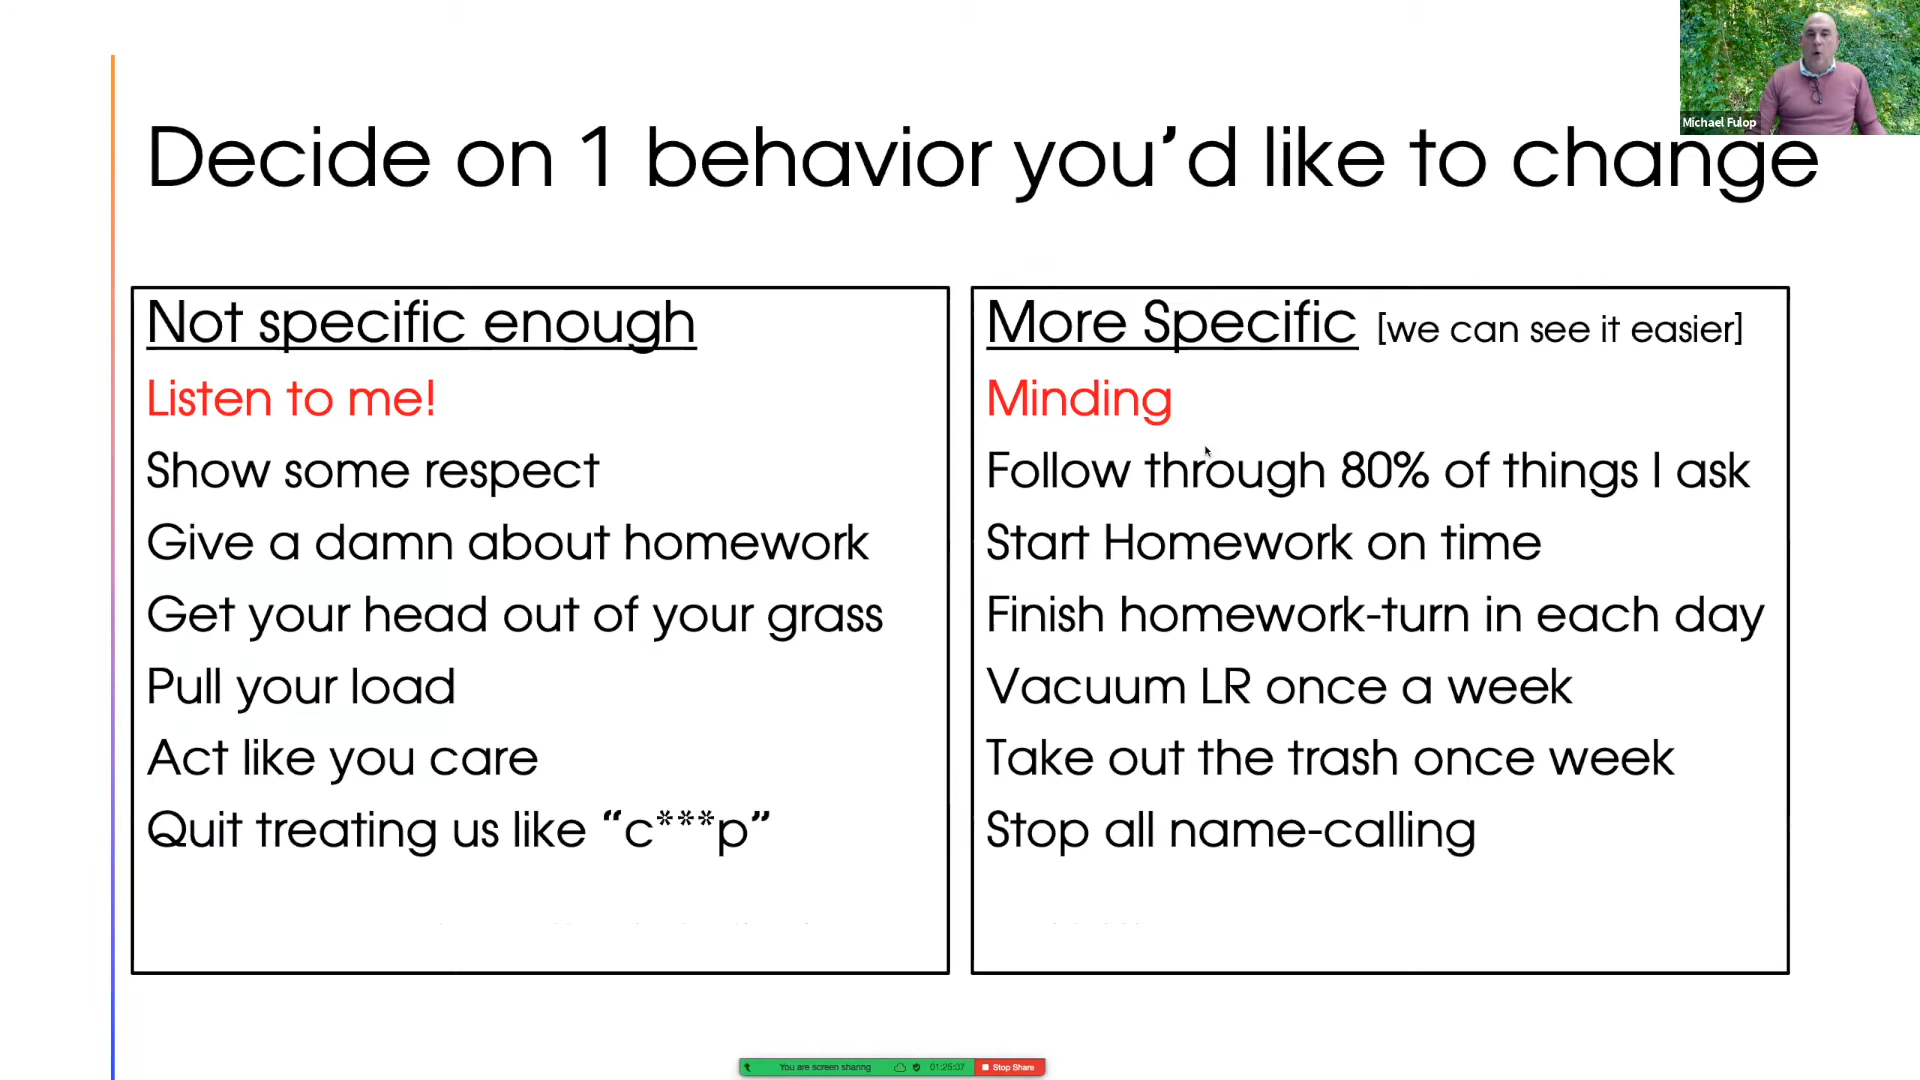 Michael Fulop
Decide on 1 behavior you’d like to change
Not specific enough
Listen to me!
Show some respect
Give a damn about homework
Get your head out of your grass
Pull your load
Act like you care
Quit treating us like “c***p”
More Specific [we can see it easier]
Minding
Follow through 80% of things I ask
Start Homework on time
Finish homework-turn in each day
Vacuum LR once a week
Take out the trash once week
Stop all name-calling
You are screen sharing 01:25:07 Stop Share